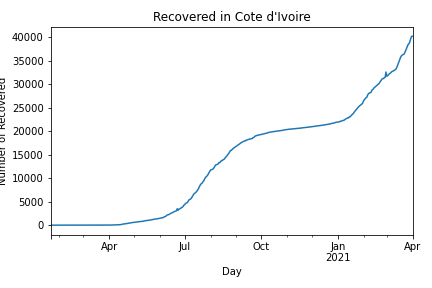 Recovered in Cote d'Ivoire
Number of Recovered
40000
35000
30000
25000
20000
15000
10000
5000
0
Apr
Jul
Oct
Jan
2021
Apr
Day